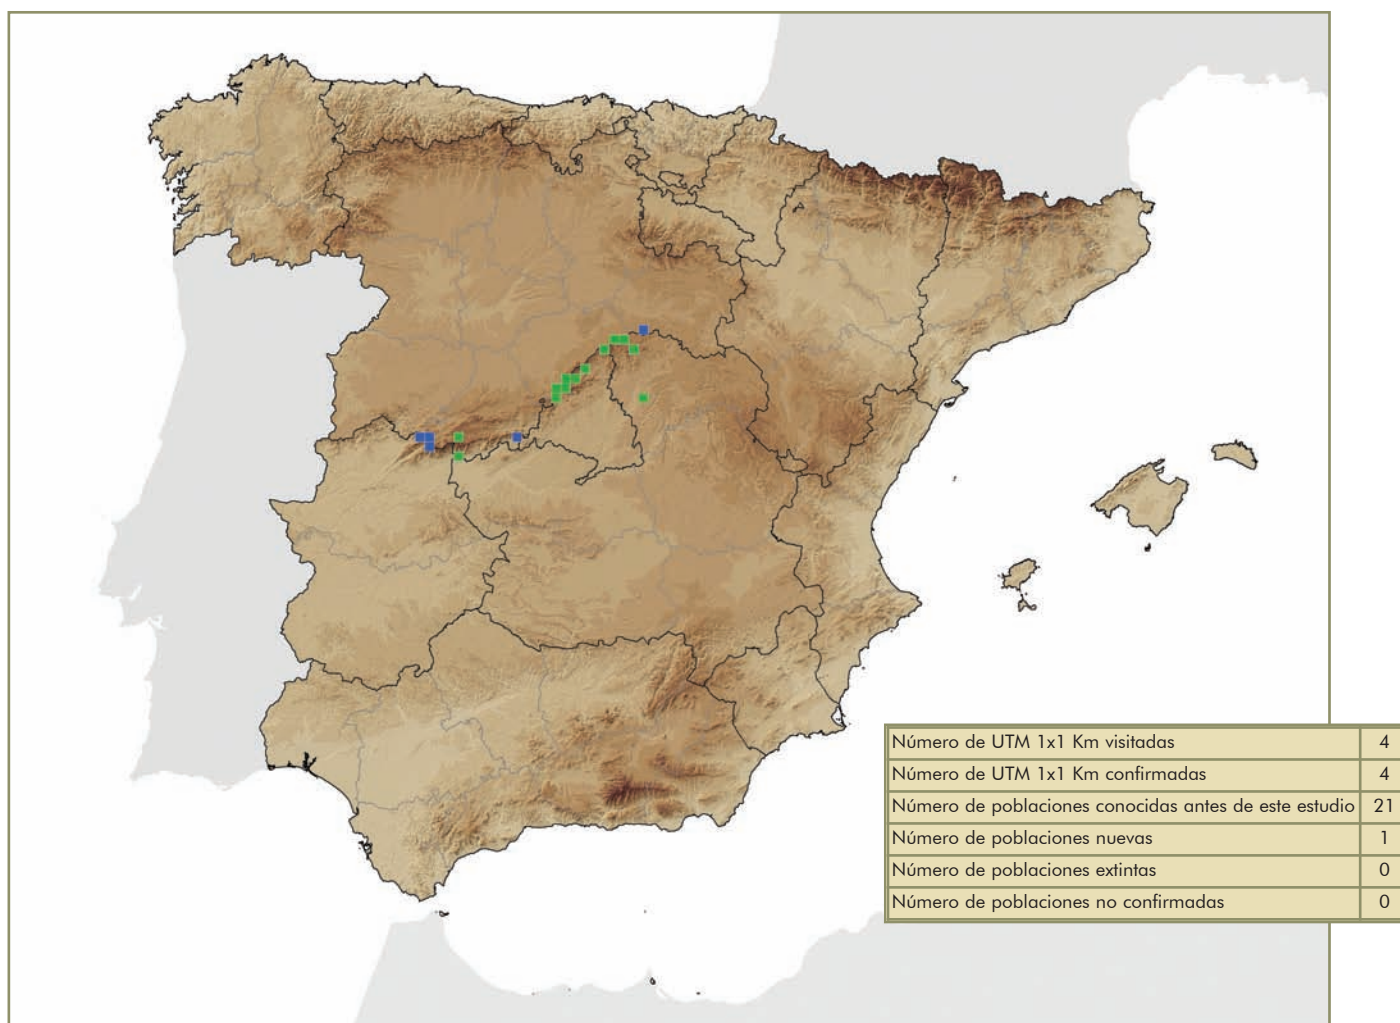 Número de UTM 1x1 Km visitadas 4
Número de UTM 1x1 Km confirmadas 4
Número de poblaciones conocidas antes de este estudio 21
Número de poblaciones nuevas 1
Número de poblaciones extintas 0
Número de poblaciones no confirmadas 0